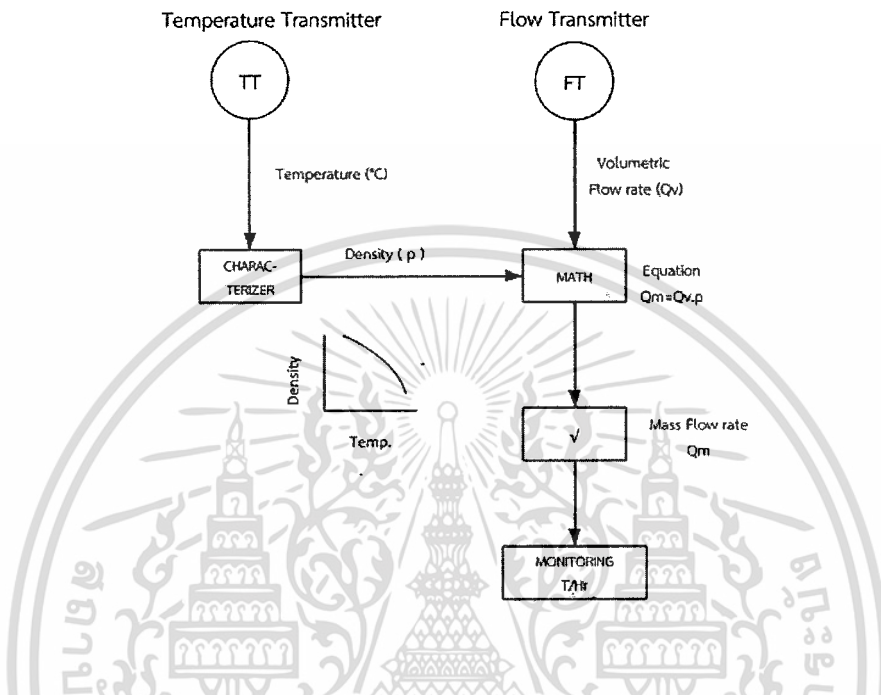 Temperature Transmitter
Flow Transmitter
TT
FT
Temperature (°C)
Volumetric
Flow rate (Qv)
CHARAC-
TERIZER
Density ( ρ )
MATH
Equation
Qm=Qv.ρ
Density
Temp.
√
Mass Flow rate
Qm
MONITORING
T/Hr